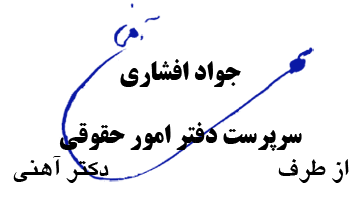 جواد افشاری
سرپرست دفتر امور حقوقی
از طرف دکتر آهنی